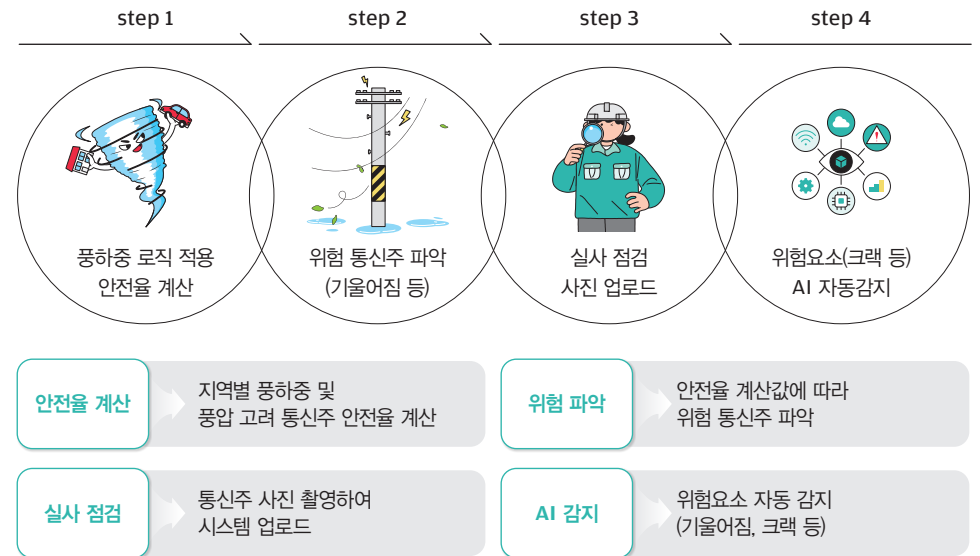 step 1
step 2
step 3
step 4
풍하중 로직 적용
안전율 계산
위험 통신주 파악
(기울어짐 등)
실사 점검
사진 업로드
위험요소(크랙 등)
AI 자동감지
안전율 계산
지역별 풍하중 및
풍압 고려 통신주 안전율 계산
위험 파악
안전율 계산값에 따라
위험 통신주 파악
실사 점검
통신주 사진 촬영하여
시스템 업로드
AI 감지
위험요소 자동 감지
(기울어짐, 크랙 등)